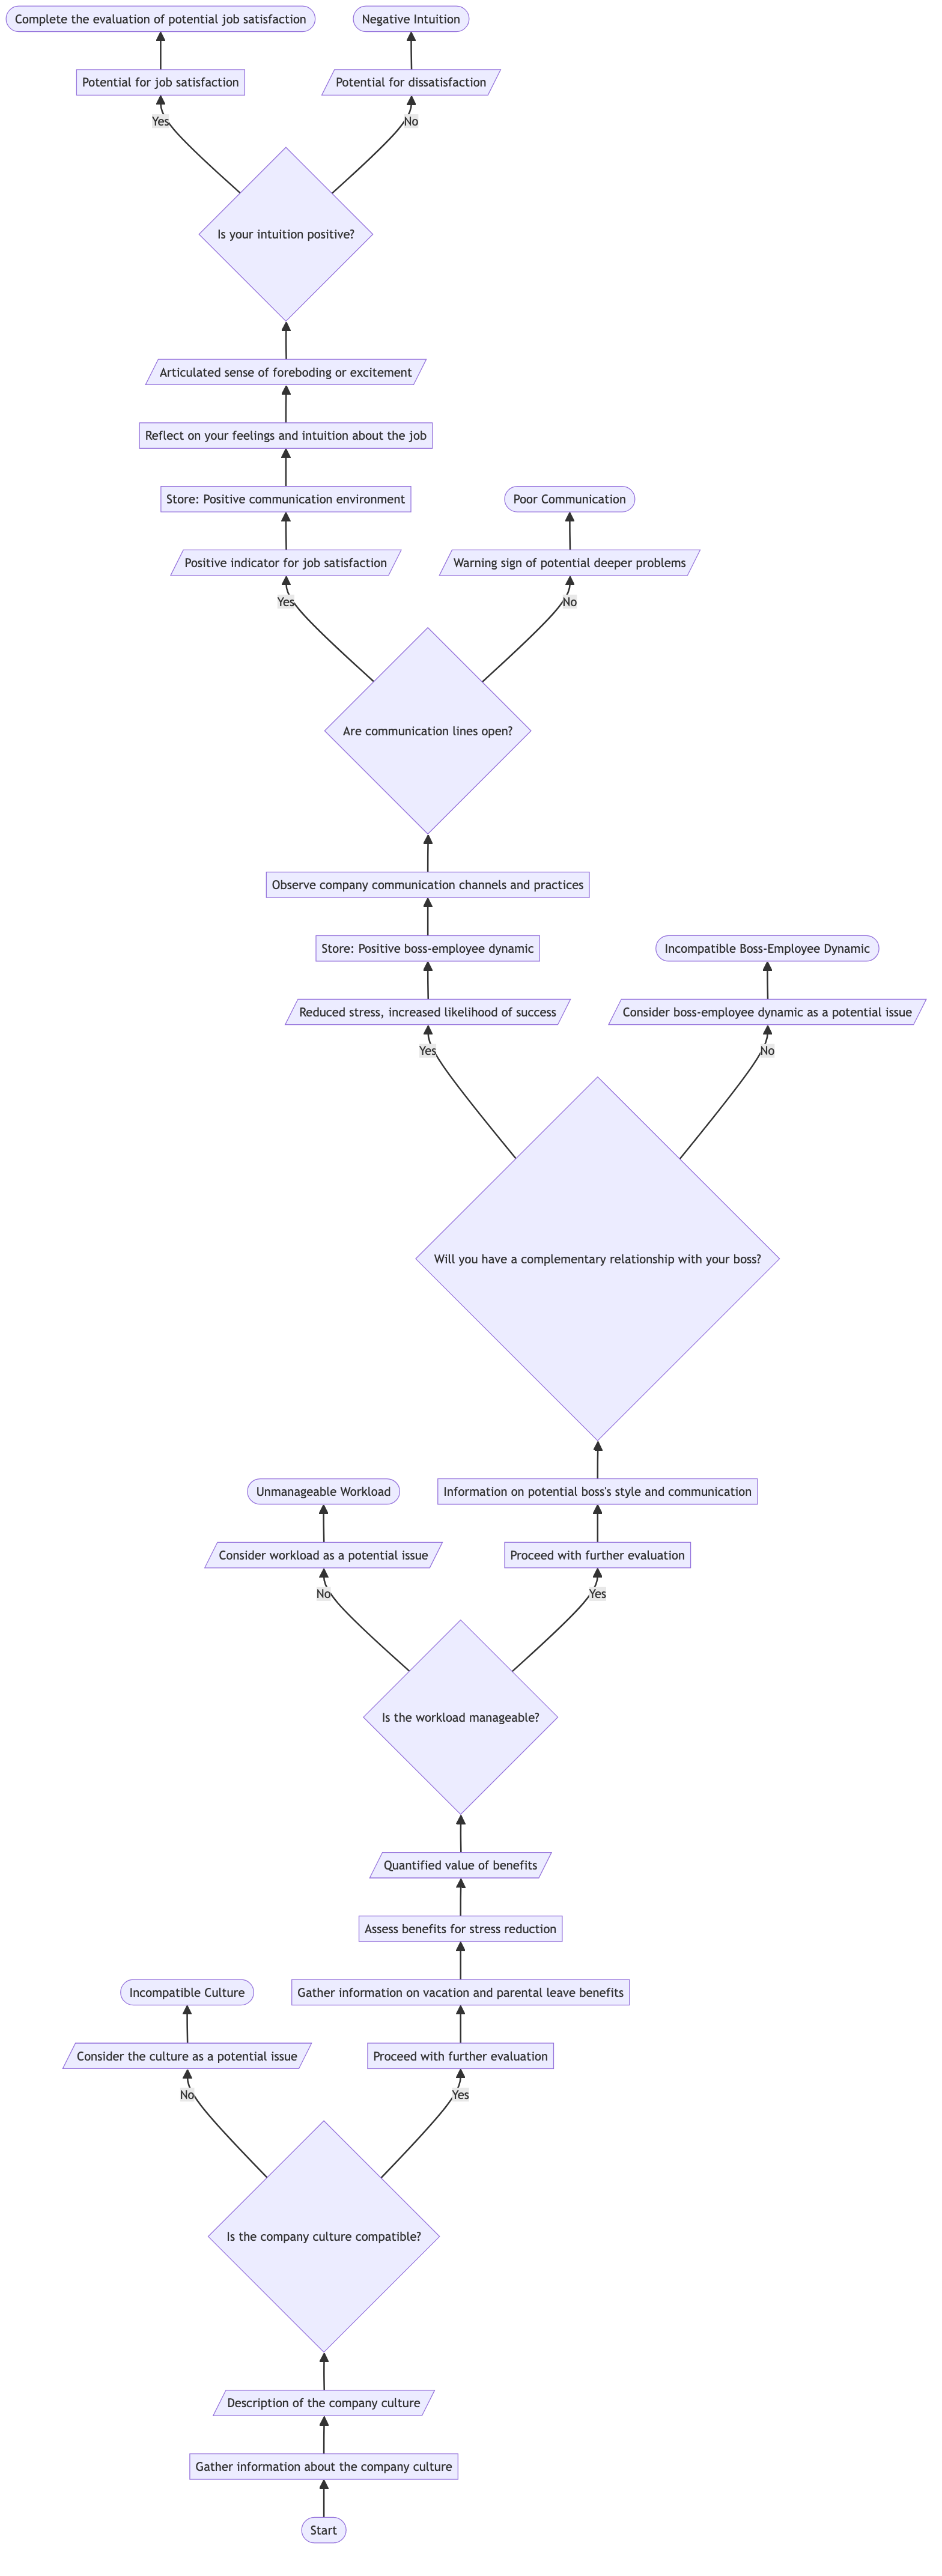 Complete the evaluation of potential job satisfaction
Negative Intuition
Potential for job satisfaction
Potential for dissatisfaction
Yes
No
Is your intuition positive?
Articulated sense of foreboding or excitement
Reflect on your feelings and intuition about the job
Store: Positive communication environment
Poor Communication
Positive indicator for job satisfaction
Warning sign of potential deeper problems
Yes
No
Are communication lines open?
Observe company communication channels and practices
Store: Positive boss-employee dynamic
Incompatible Boss-Employee Dynamic
Reduced stress, increased likelihood of success
Consider boss-employee dynamic as a potential issue
Yes
No
Will you have a complementary relationship with your boss?
Unmanageable Workload
Information on potential boss's style and communication
Consider workload as a potential issue
Proceed with further evaluation
No
Yes
Is the workload manageable?
Quantified value of benefits
Assess benefits for stress reduction
Incompatible Culture
Gather information on vacation and parental leave benefits
Consider the culture as a potential issue
Proceed with further evaluation
No
Yes
Is the company culture compatible?
Description of the company culture
Gather information about the company culture
Start